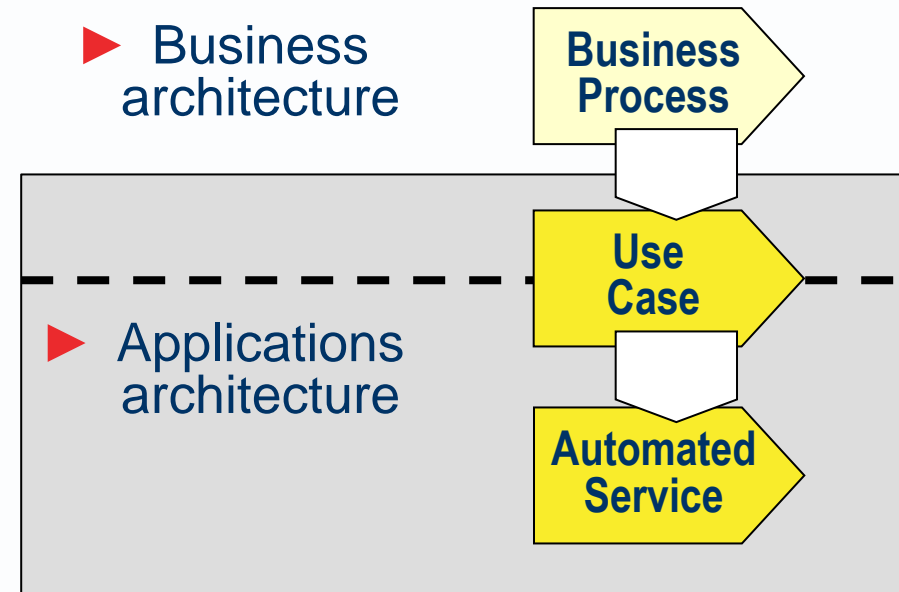 Business
architecture
Business
Process
Use
Case
Applications
architecture
Automated
Service